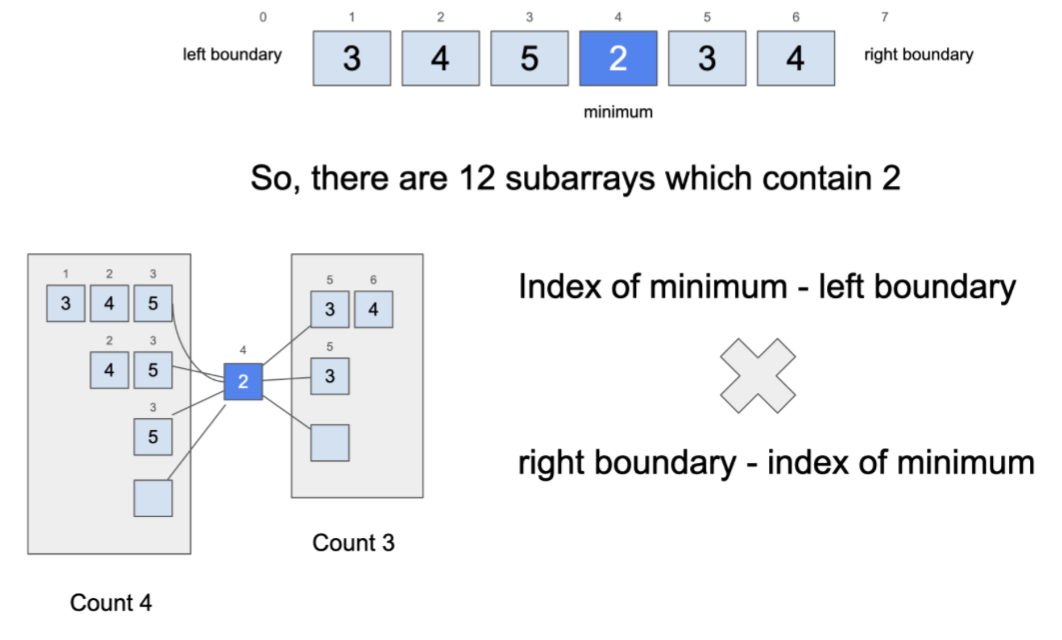 0 1 2 3 4 5 6 7
left boundary 3 4 5 2 3 4 right boundary
minimum
So, there are 12 subarrays which contain 2
1 2 3
3 4 5
2 3
4 5
3
5
Count 4
4
2
5 6
3 4
5
3
Count 3
Index of minimum - left boundary
right boundary - index of minimum